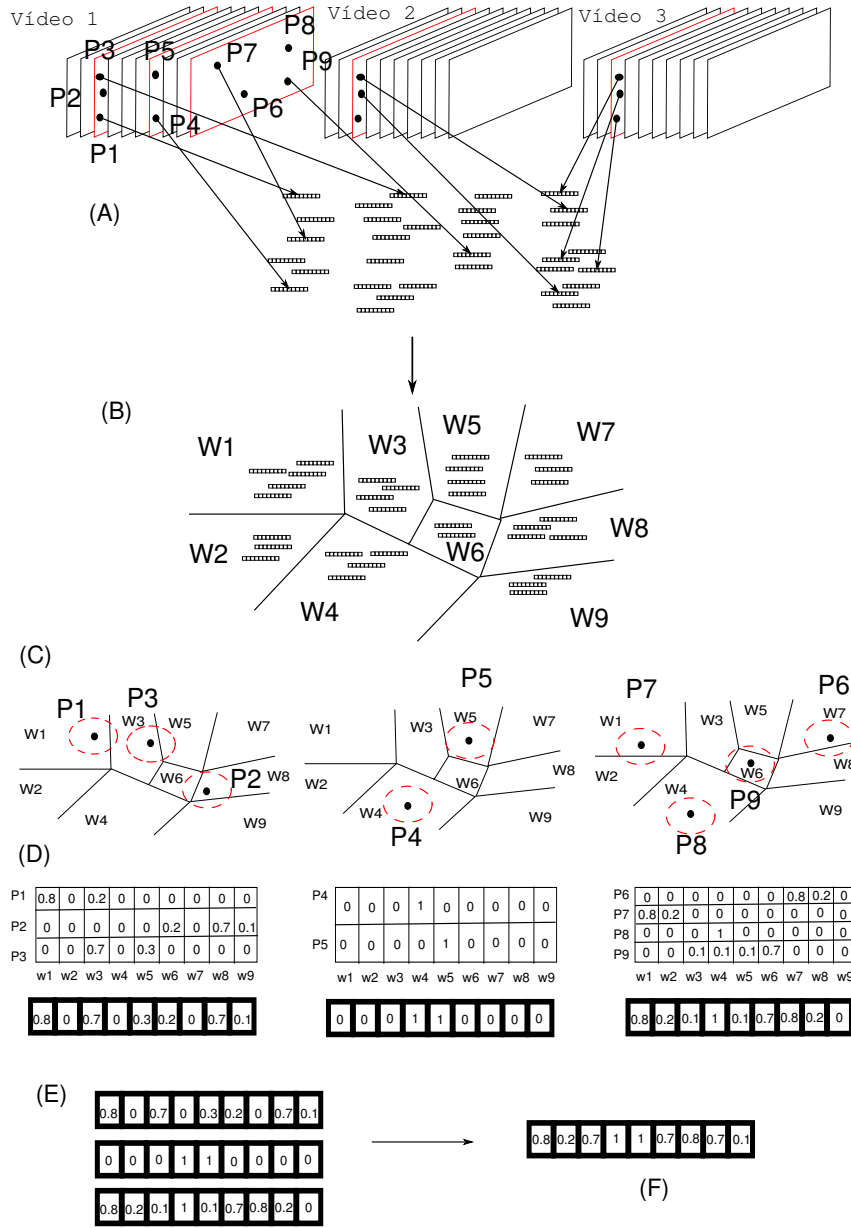 Vídeo 1 Vídeo 2 Vídeo 3
P3 P5 P7 P8
P2 P9
P4 P6
P1
(A)
(B)
W1 W3 W5 W7
W2 W6 W8
W4 W9
(C)
P1 P3 P5 P7 P6
W1 W3 W5 W7 W1 W3 W5 W7 W1 W3 W5 W7
W2 W6 P2 W8 W2 W6 W8 W2 W6 W8
W4 W9 W4 W9 W4 P9 W9
P4 P8
(D)
P1 0.8 0 0.2 0 0 0 0 0 0
P2 0 0 0 0 0 0.2 0 0.7 0.1
P3 0 0 0.7 0 0.3 0 0 0 0
w1 w2 w3 w4 w5 w6 w7 w8 w9
0.8 0 0.7 0 0.3 0.2 0 0.7 0.1
P4 0 0 0 1 0 0 0 0 0
P5 0 0 0 0 1 0 0 0 0
w1 w2 w3 w4 w5 w6 w7 w8 w9
0 0 0 1 1 0 0 0 0
P6 0 0 0 0 0 0 0.8 0.2 0
P7 0.8 0.2 0 0 0 0 0 0 0
P8 0 0 0 1 0 0 0 0 0
P9 0 0 0.1 0.1 0.1 0.7 0 0 0
w1 w2 w3 w4 w5 w6 w7 w8 w9
0.8 0.2 0.1 1 0.1 0.7 0.8 0.2 0
(E)
0.8 0 0.7 0 0.3 0.2 0 0.7 0.1
0 0 0 1 1 0 0 0 0
0.8 0.2 0.1 1 0.1 0.7 0.8 0.2 0
0.8 0.2 0.7 1 1 0.7 0.8 0.7 0.1
(F)